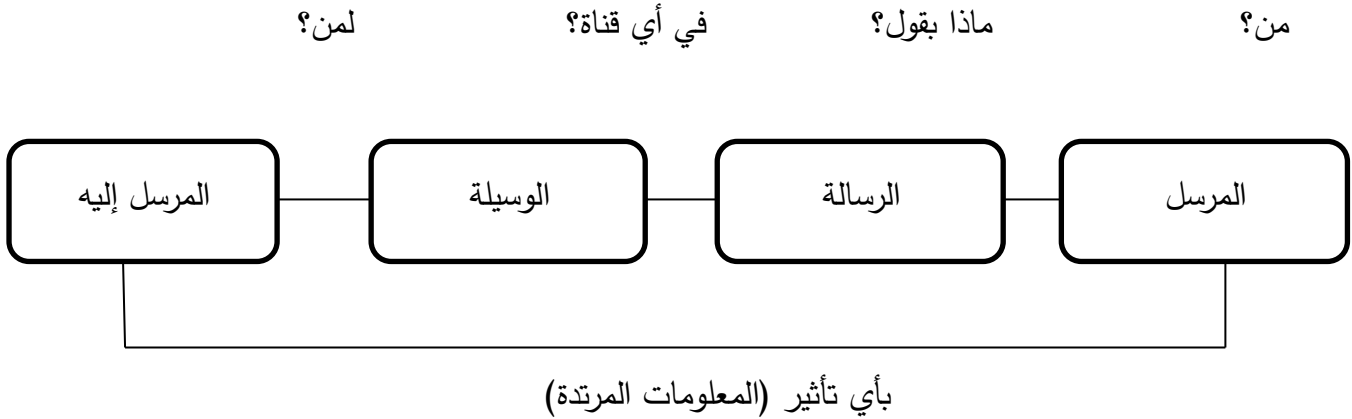 من؟ ماذا بقول؟ في أي قناة؟ لمن؟
المرسل الرسالة الوسيلة المرسل إليه
بأي تأثير (المعلومات المرتدة)